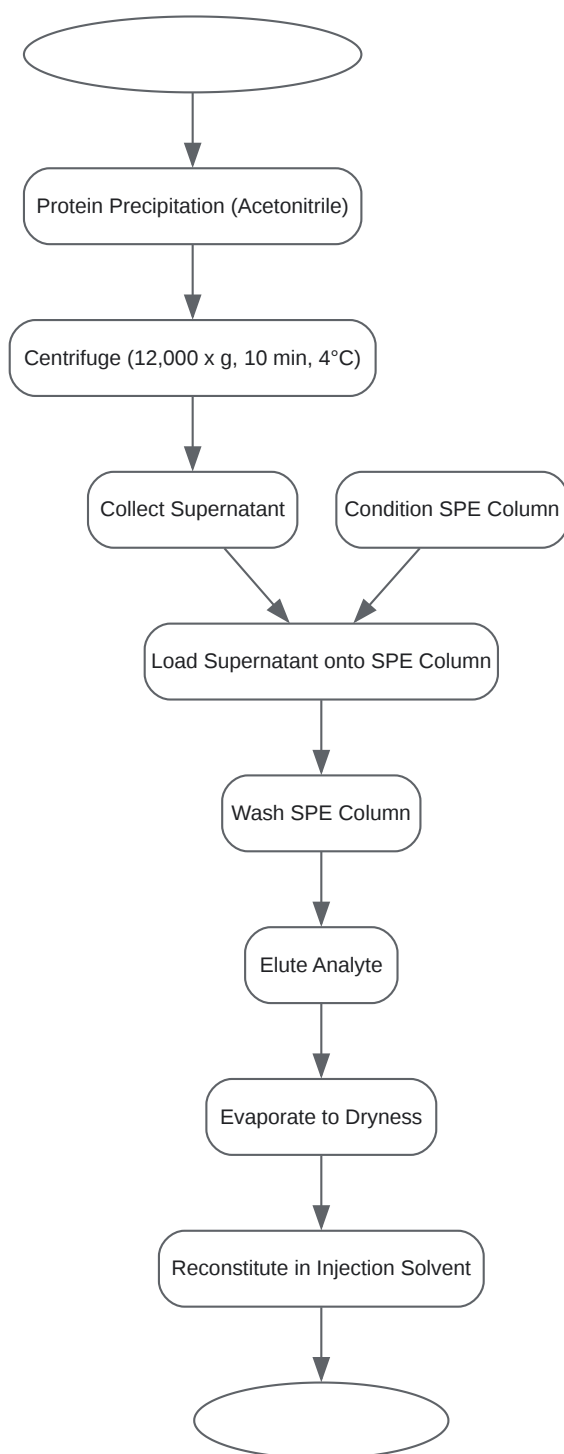 Protein Precipitation (Acetonitrile)
Centrifuge (12,000 x g, 10 min, 4°C)
Collect Supernatant
Condition SPE Column
Load Supernatant onto SPE Column
Wash SPE Column
Elute Analyte
Evaporate to Dryness
Reconstitute in Injection Solvent